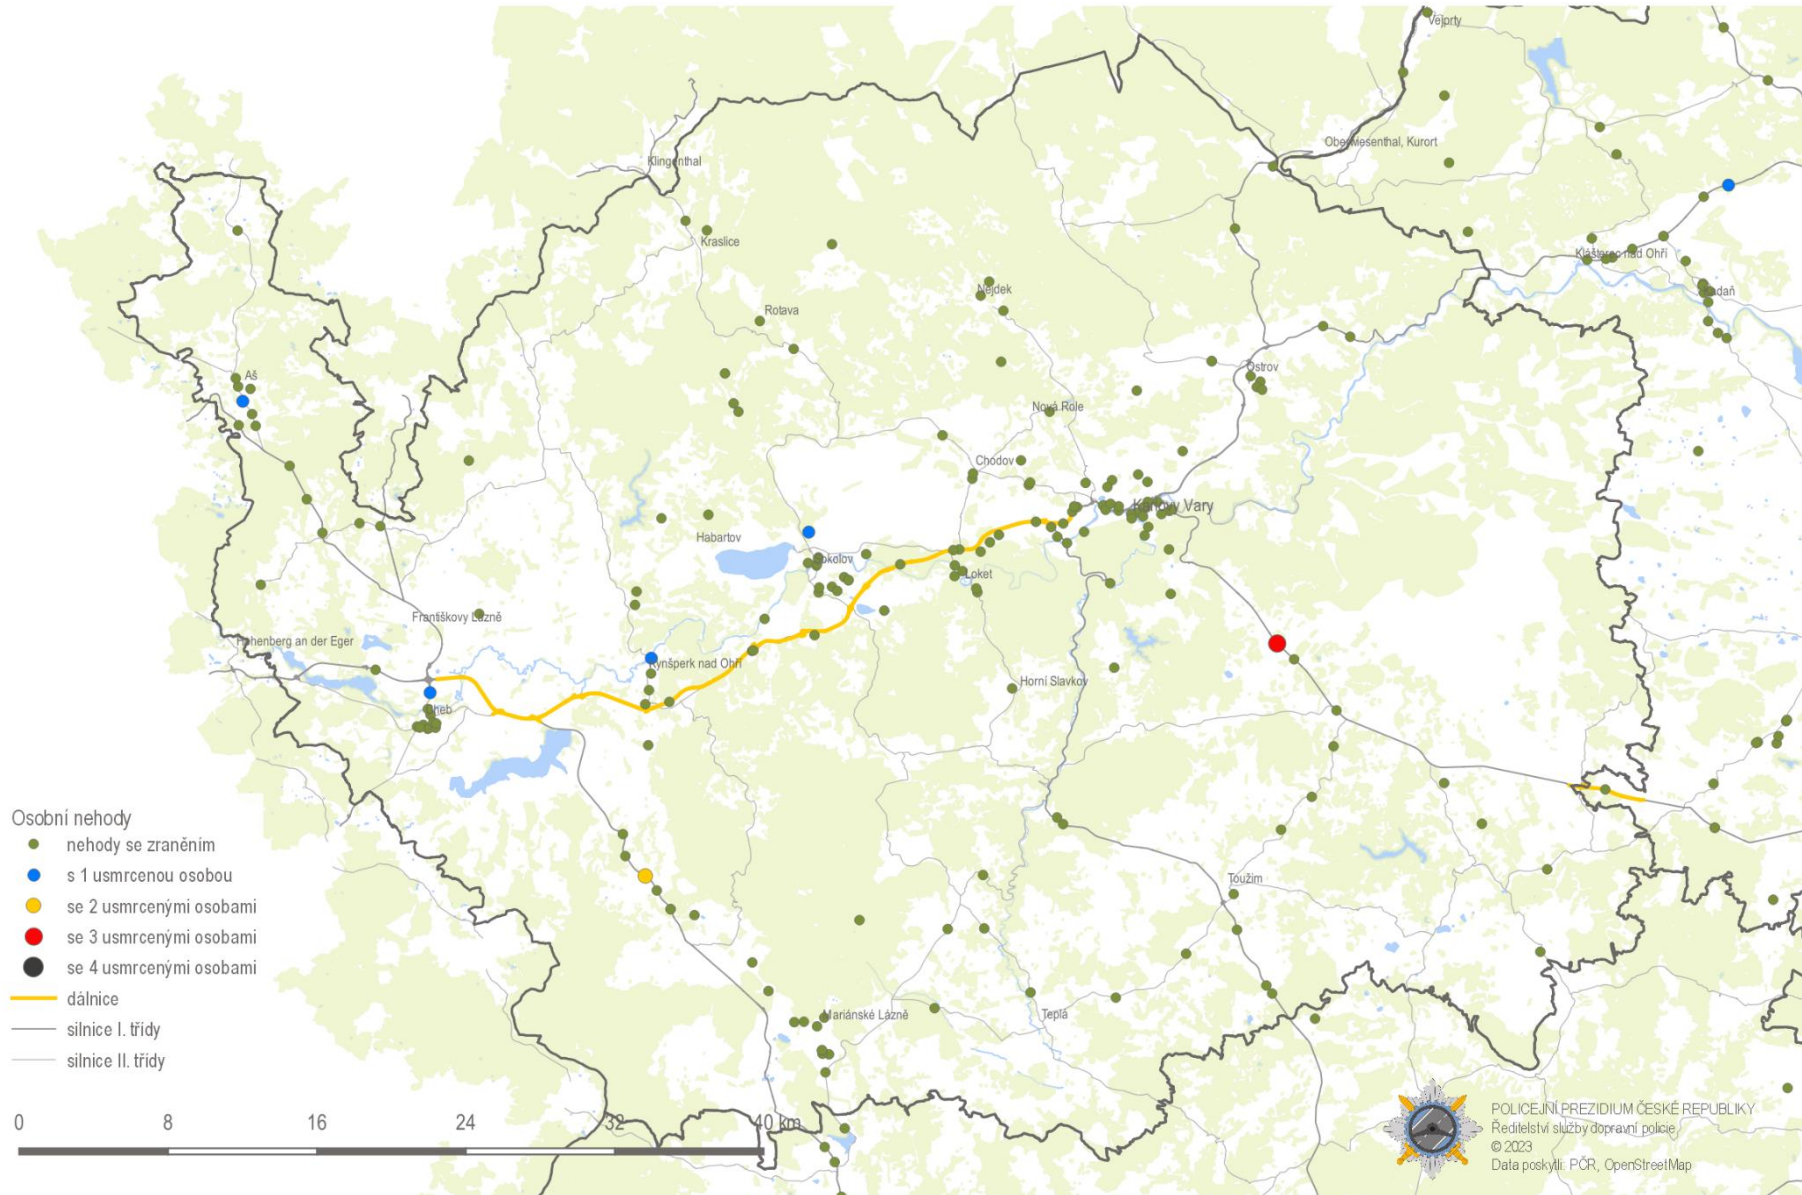 Vejprty
Oberwiesenthal, Kurort
Klingenthal
Kraslice
Klášterec nad Ohří
Kadaň
Nejdek
Rotava
Ostrov
Aš
Nová Role
Chodov
Karlovy Vary
Habartov
Sokolov
Loket
Františkovy Lázně
Hohenberg an der Eger
Kynšperk nad Ohří
Horní Slavkov
Cheb
Toužim
Mariánské Lázně
Teplá
Osobní nehody
nehody se zraněním
s 1 usmrcenou osobou
se 2 usmrcenými osobami
se 3 usmrcenými osobami
se 4 usmrcenými osobami
dálnice
silnice I. třídy
silnice II. třídy
0 8 16 24 32 40 km
POLICEJNÍ PREZIDIUM ČESKÉ REPUBLIKY
Ředitelství služby dopravní policie
© 2023
Data poskytli: PČR, OpenStreetMap